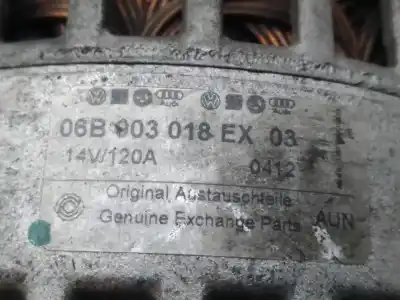 06B 903 018 EX 03
14V/120A 0412
Original Austauschteile
Genuine Exchange Parts AUN